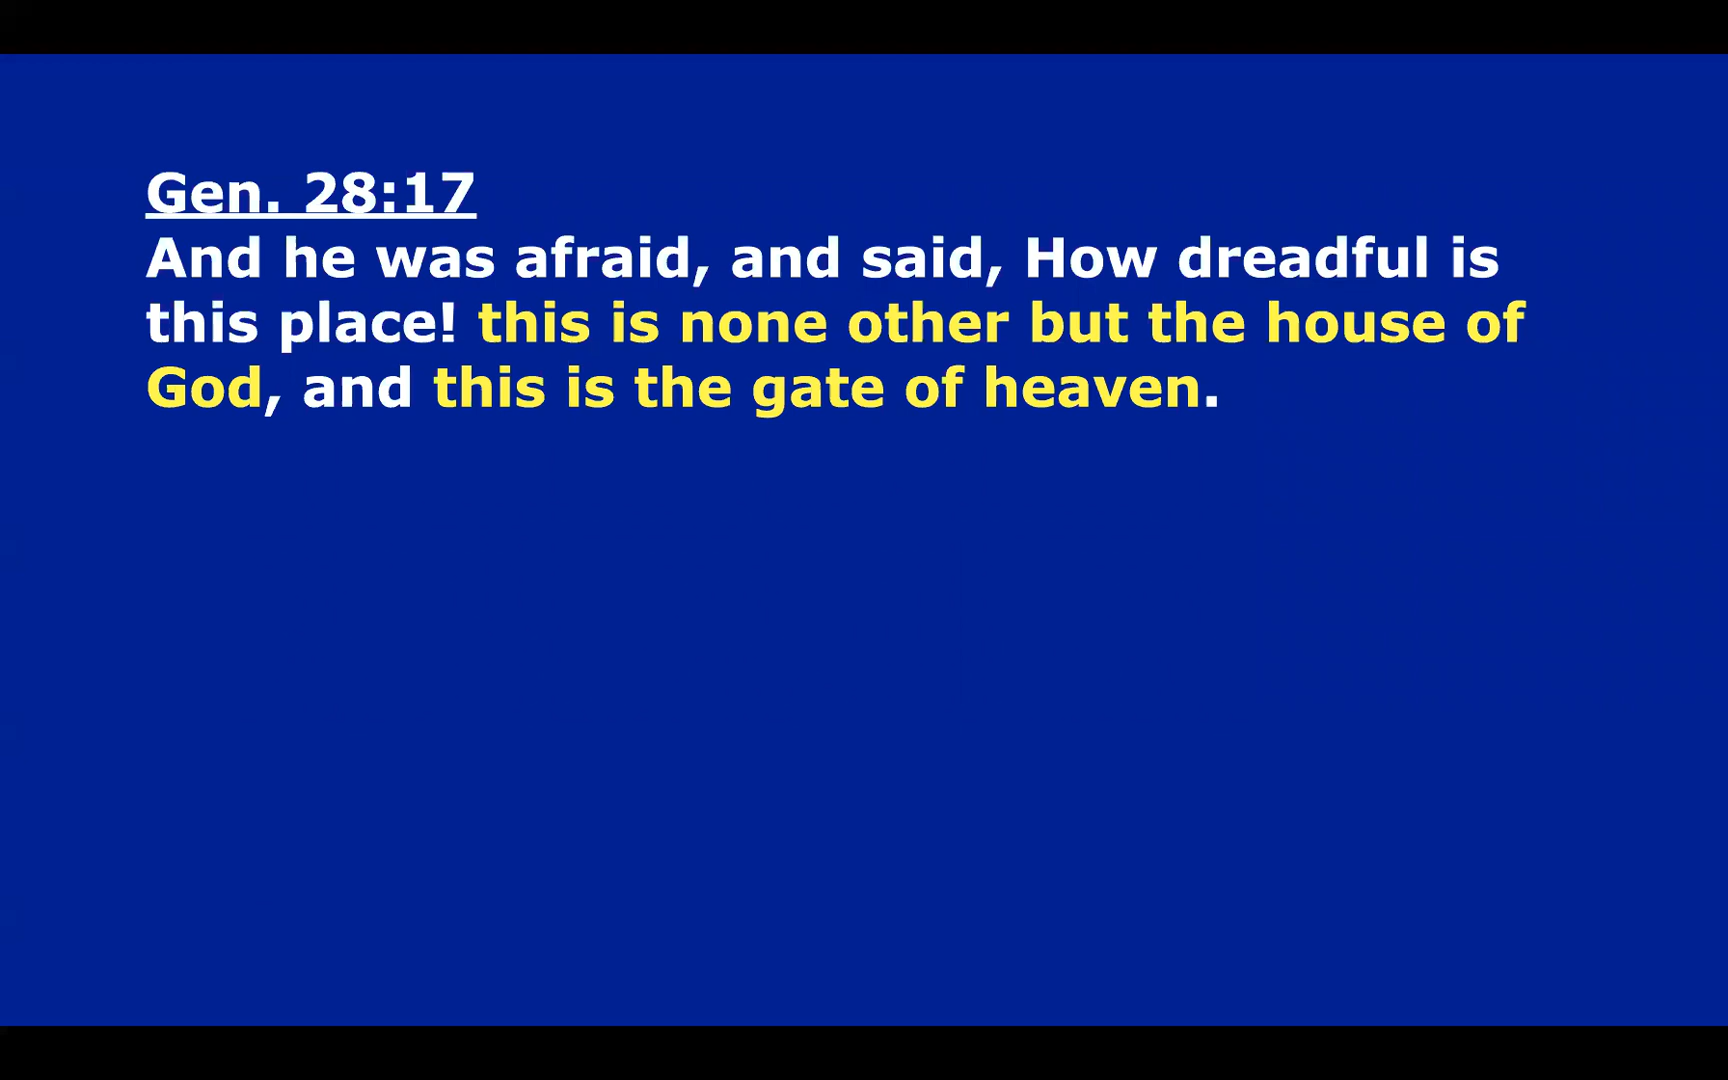 Gen. 28:17
And he was afraid, and said, How dreadful is
this place! this is none other but the house of
God, and this is the gate of heaven.